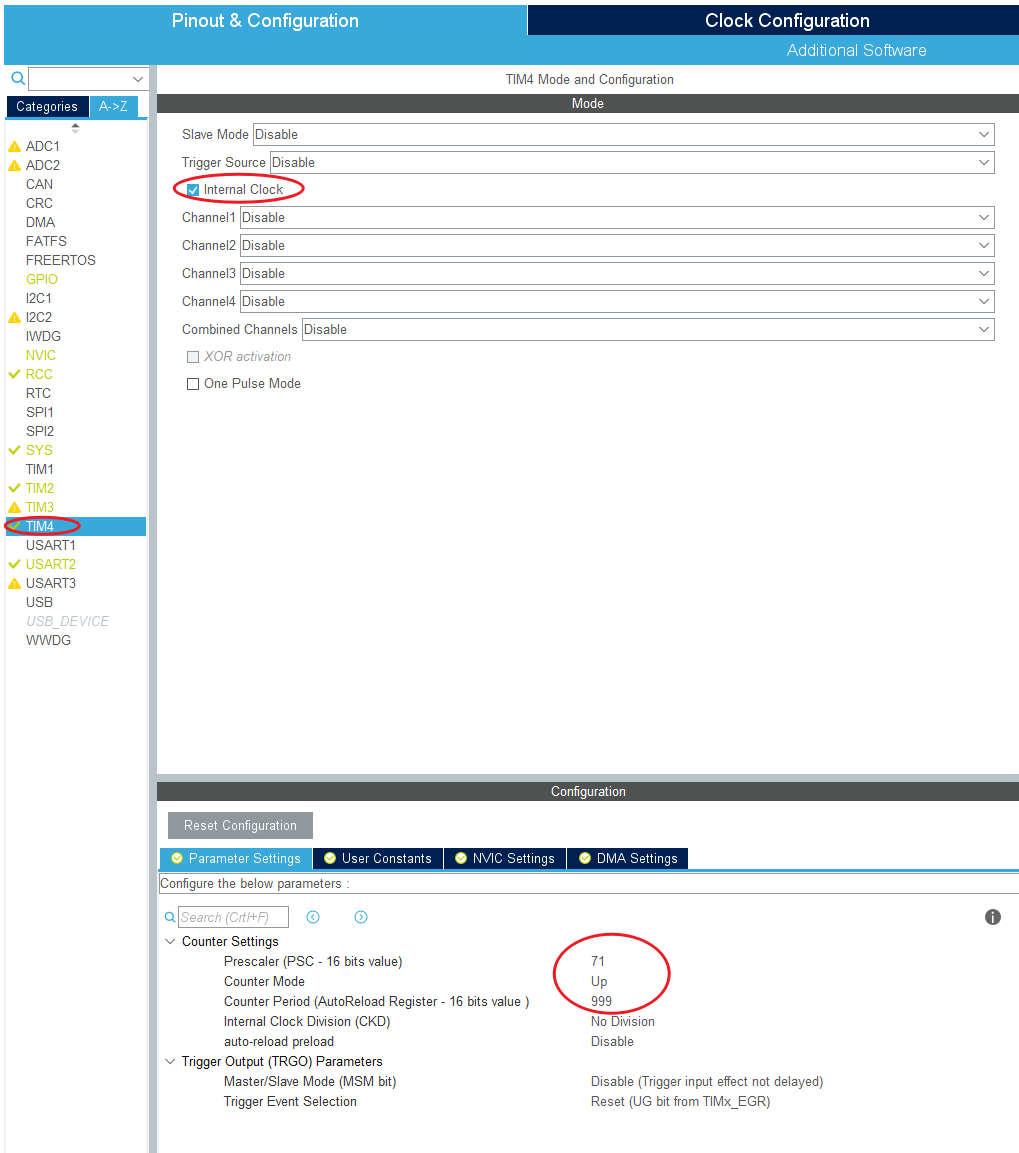 Pinout & Configuration
Clock Configuration
Additional Software
TIM4 Mode and Configuration
Categories A->Z
Mode
ADC1
ADC2
CAN
CRC
DMA
FATFS
FREERTOS
GPIO
I2C1
I2C2
IWDG
NVIC
RCC
RTC
SPI1
SPI2
SYS
TIM1
TIM2
TIM3
TIM4
USART1
USART2
USART3
USB
USB_DEVICE
WWDG
Slave Mode Disable
Trigger Source Disable
Internal Clock
Channel1 Disable
Channel2 Disable
Channel3 Disable
Channel4 Disable
Combined Channels Disable
XOR activation
One Pulse Mode
Configuration
Reset Configuration
Parameter Settings User Constants NVIC Settings DMA Settings
Configure the below parameters :
Search (Crtl+F)
Counter Settings
Prescaler (PSC - 16 bits value) 71
Counter Mode Up
Counter Period (AutoReload Register - 16 bits value ) 999
Internal Clock Division (CKD) No Division
auto-reload preload Disable
Trigger Output (TRGO) Parameters
Master/Slave Mode (MSM bit) Disable (Trigger input effect not delayed)
Trigger Event Selection Reset (UG bit from TIMx_EGR)